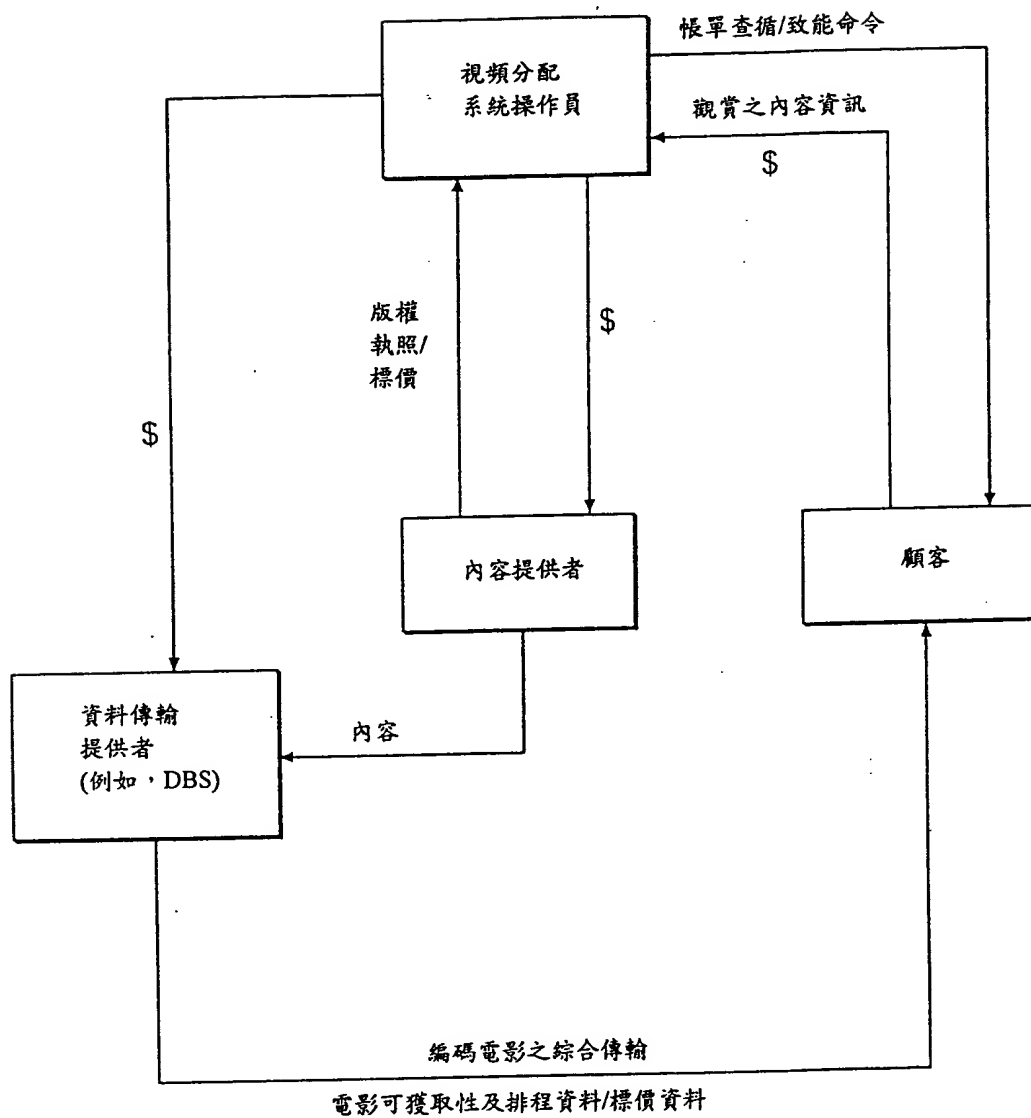 帳單查循/致能命令
視頻分配
系統操作員
觀賞之內容資訊
$
版權
執照/
標價
$
$
內容提供者
顧客
資料傳輸
提供者
(例如，DBS)
內容
編碼電影之綜合傳輸
電影可獲取性及排程資料/標價資料